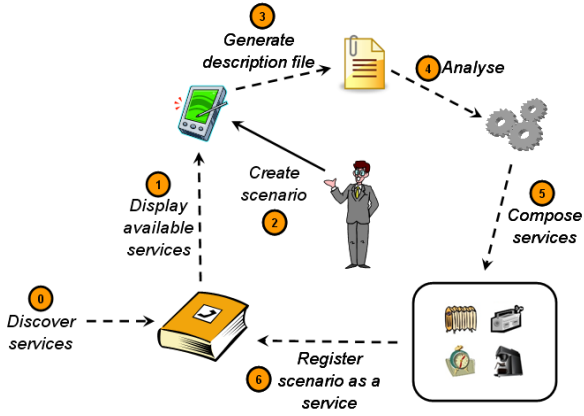 3
Generate
description file
4
Analyse
1
Display
available
services
Create
scenario
2
5
Compose
services
0
Discover
services
6
Register
scenario as a
service